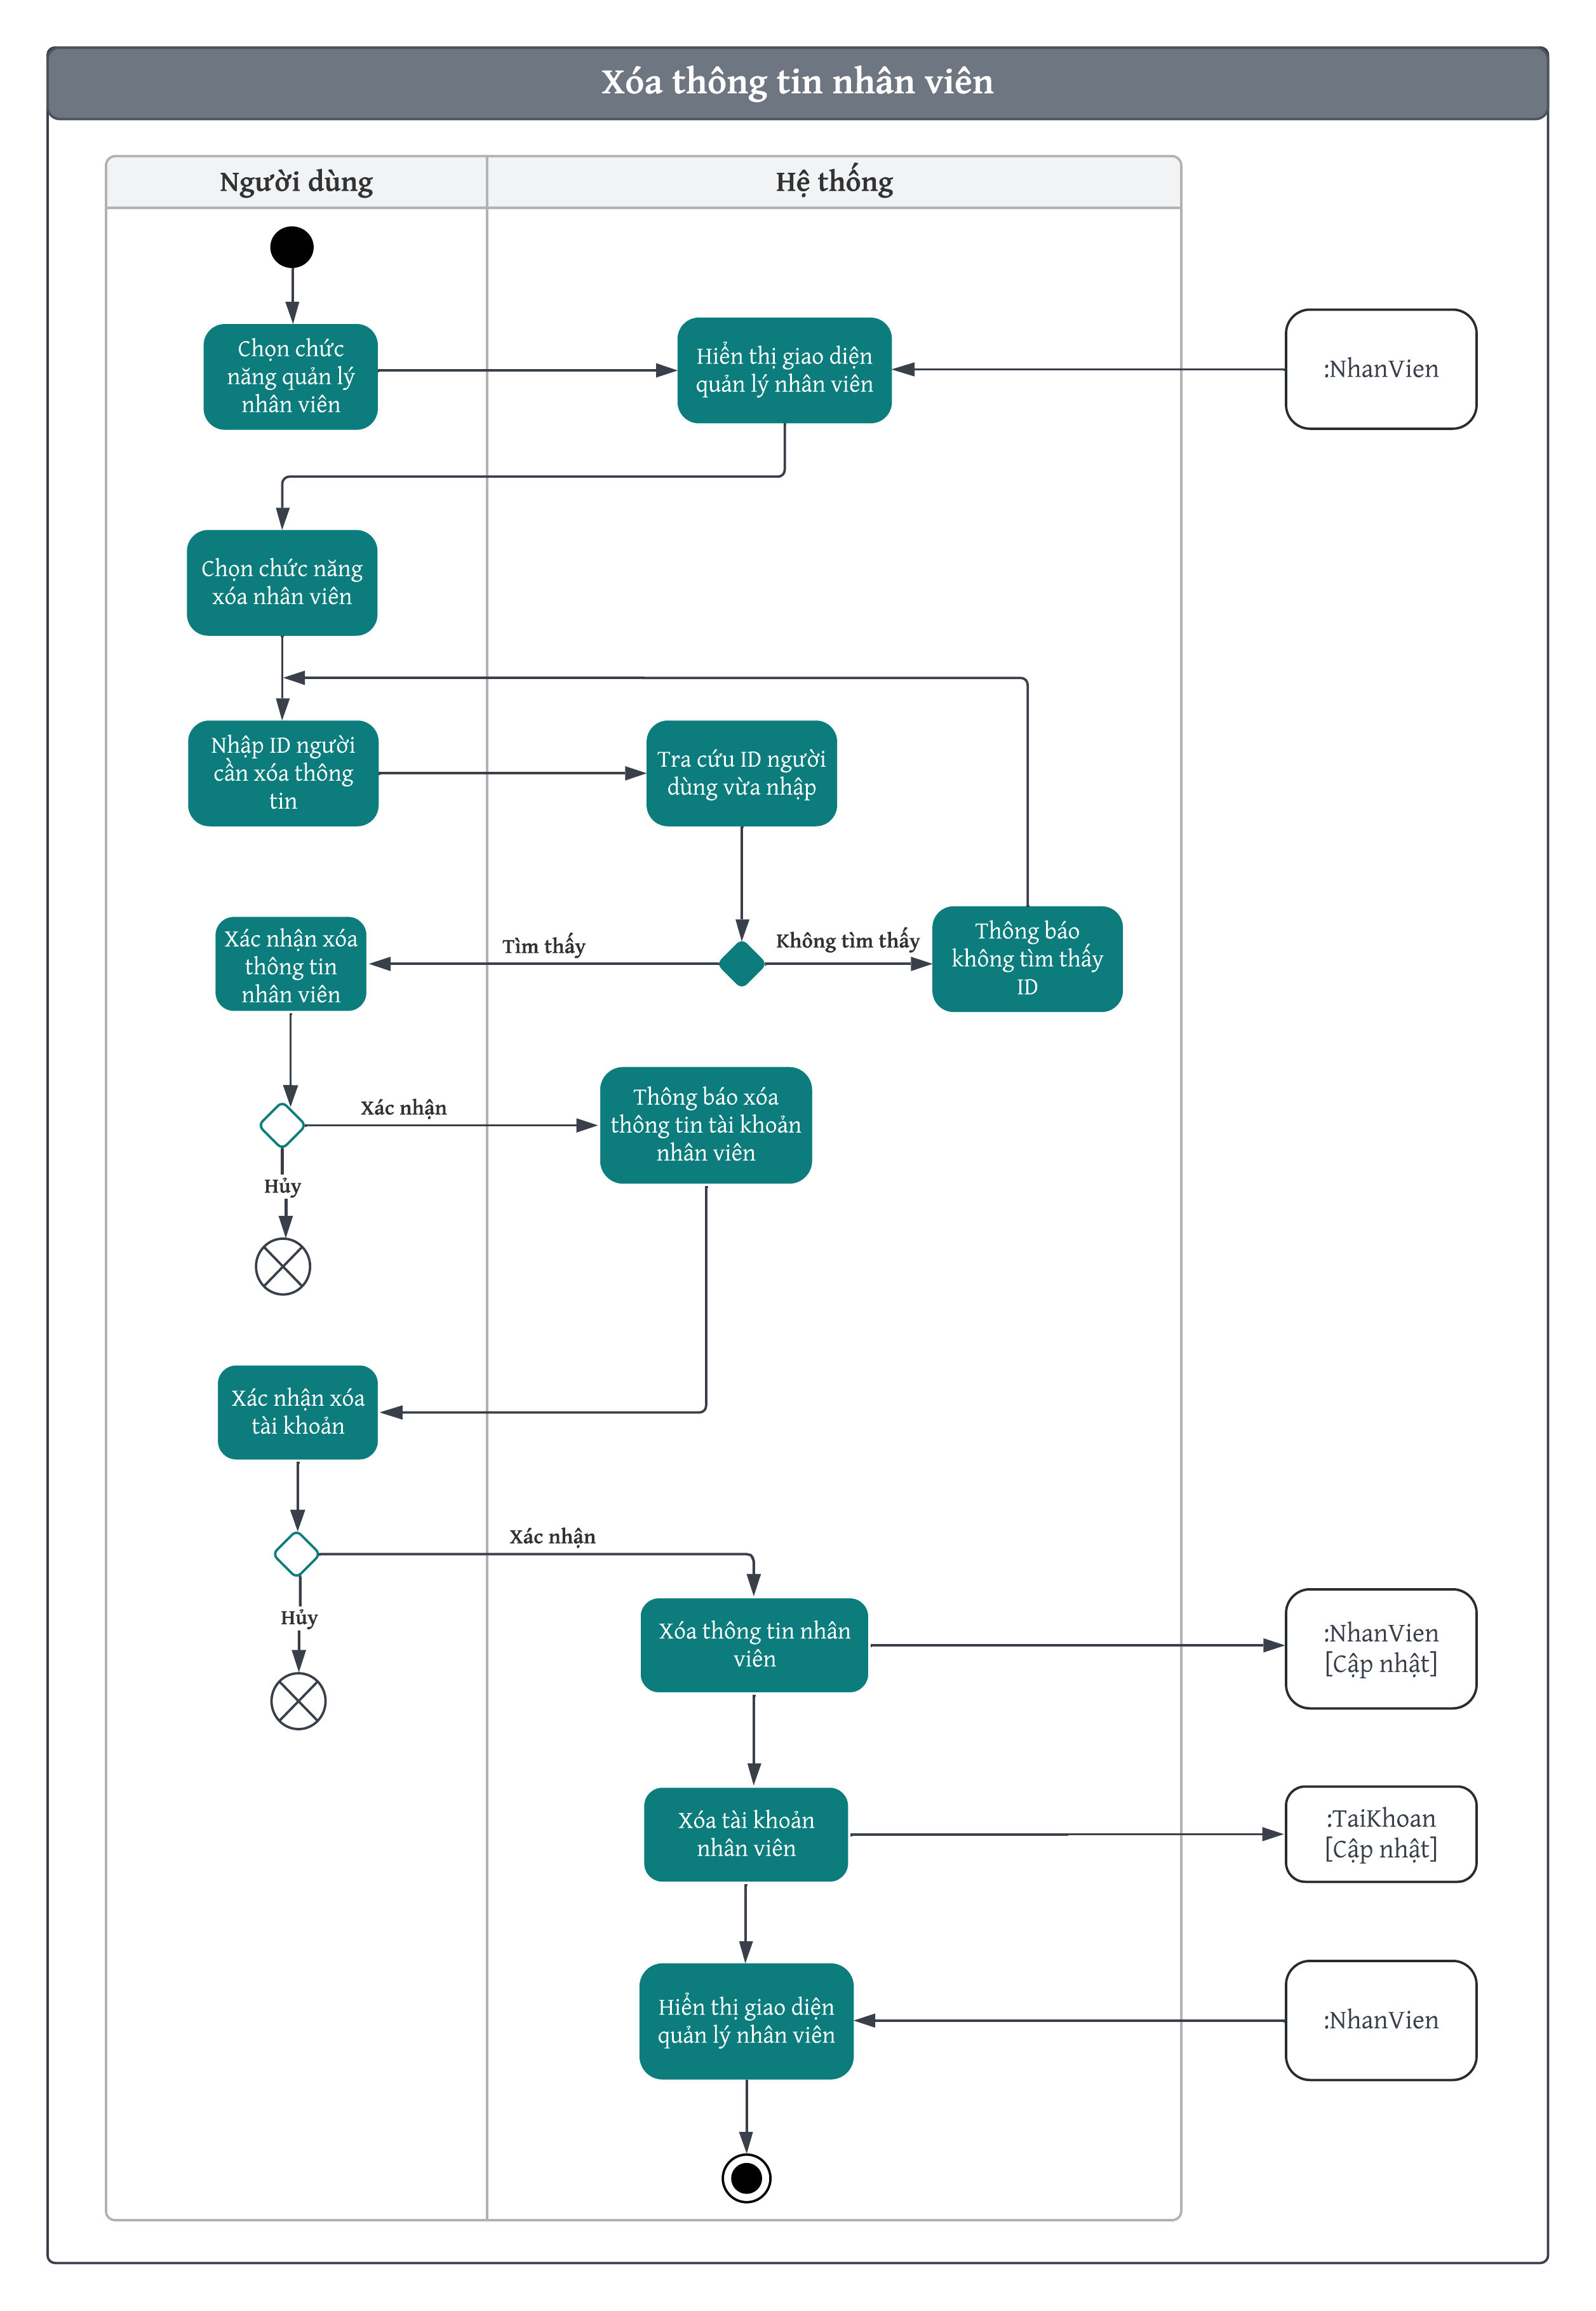 Xóa thông tin nhân viên
Người dùng
Hệ thống
Chọn chức
năng quản lý
nhân viên
Hiển thị giao diện
quản lý nhân viên
:NhanVien
Chọn chức năng
xóa nhân viên
Nhập ID người
cần xóa thông
tin
Tra cứu ID người
dùng vừa nhập
Xác nhận xóa
thông tin
nhân viên
Tìm thấy
Không tìm thấy
Thông báo
không tìm thấy
ID
Xác nhận
Thông báo xóa
thông tin tài khoản
nhân viên
Hủy
Xác nhận xóa
tài khoản
Xác nhận
Hủy
Xóa thông tin nhân
viên
:NhanVien
[Cập nhật]
Xóa tài khoản
nhân viên
:TaiKhoan
[Cập nhật]
Hiển thị giao diện
quản lý nhân viên
:NhanVien